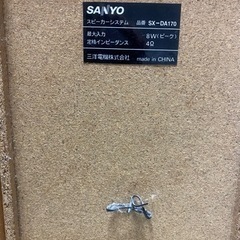 SANYO
スピーカーシステム 品番 SX-DA170
最大入力 8W(ピーク)
定格インピーダンス 4Ω
三洋電機株式会社 made in CHINA